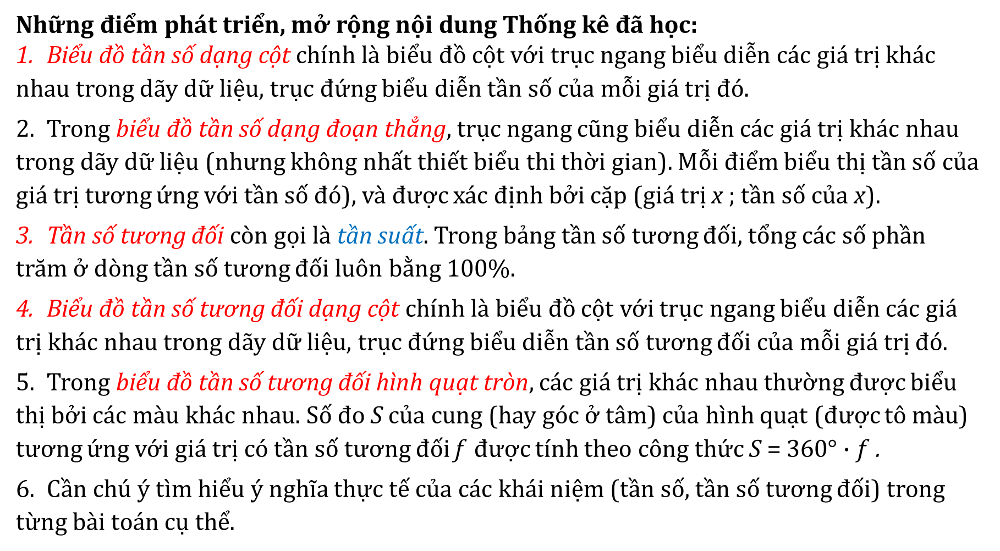 Những điểm phát triển, mở rộng nội dung Thống kê đã học:
1. Biểu đồ tần số dạng cột chính là biểu đồ cột với trục ngang biểu diễn các giá trị khác
nhau trong dãy dữ liệu, trục đứng biểu diễn tần số của mỗi giá trị đó.
2. Trong biểu đồ tần số dạng đoạn thẳng, trục ngang cũng biểu diễn các giá trị khác nhau
trong dãy dữ liệu (nhưng không nhất thiết biểu thi thời gian). Mỗi điểm biểu thị tần số của
giá trị tương ứng với tần số đó), và được xác định bởi cặp (giá trị x ; tần số của x).
3. Tần số tương đối còn gọi là tần suất. Trong bảng tần số tương đối, tổng các số phần
trăm ở dòng tần số tương đối luôn bằng 100%.
4. Biểu đồ tần số tương đối dạng cột chính là biểu đồ cột với trục ngang biểu diễn các giá
trị khác nhau trong dãy dữ liệu, trục đứng biểu diễn tần số tương đối của mỗi giá trị đó.
5. Trong biểu đồ tần số tương đối hình quạt tròn, các giá trị khác nhau thường được biểu
thị bởi các màu khác nhau. Số đo S của cung (hay góc ở tâm) của hình quạt (được tô màu)
tương ứng với giá trị có tần số tương đối f được tính theo công thức S = 360° · f .
6. Cần chú ý tìm hiểu ý nghĩa thực tế của các khái niệm (tần số, tần số tương đối) trong
từng bài toán cụ thể.